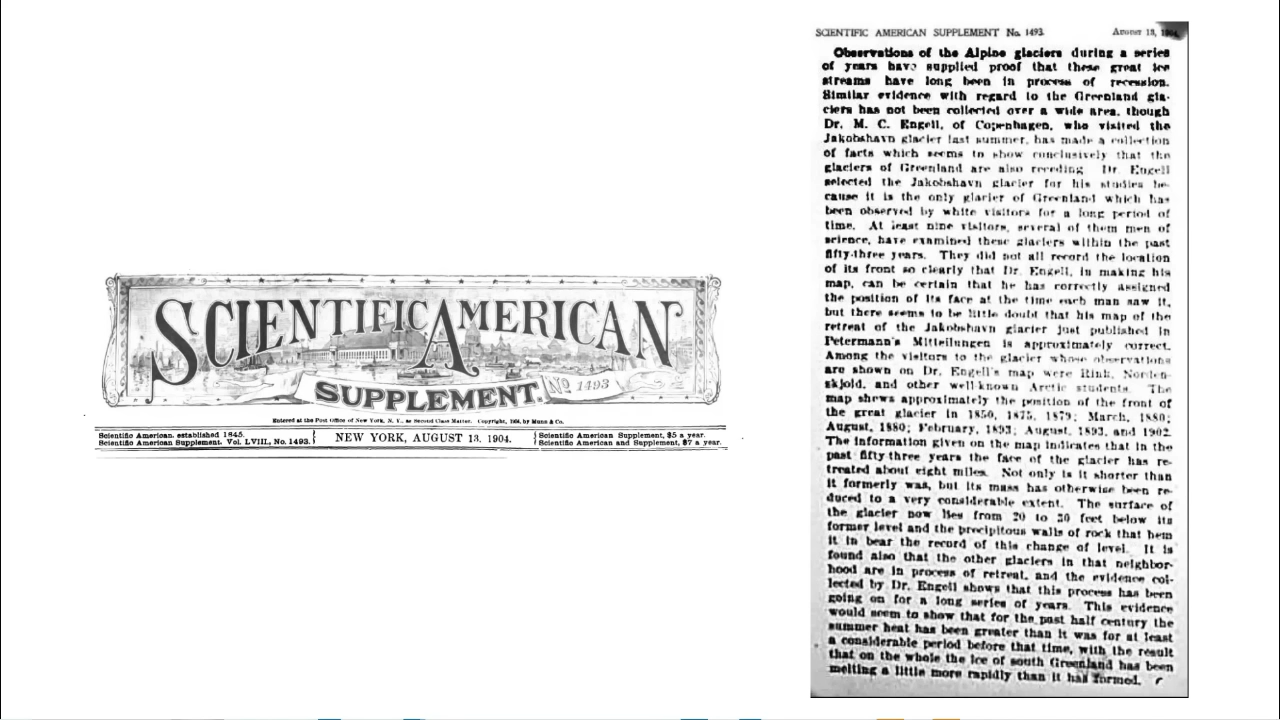 SCIENTIFIC AMERICAN
SUPPLEMENT. No 1493
Entered at the Post Office of New York, N. Y., as Second Class Matter. Copyright, 1904, by Munn & Co.
Scientific American, established 1845.
Scientific American Supplement, Vol. LVIII., No. 1493.
NEW YORK, AUGUST 13, 1904.
Scientific American Supplement, $5 a year.
Scientific American and Supplement, $7 a year.
SCIENTIFIC AMERICAN SUPPLEMENT No. 1493. August 13, 1904.
Observations of the Alpine glaciers during a series
of years have supplied proof that these great ice
streams have long been in process of recession.
Similar evidence with regard to the Greenland gla-
ciers has not been collected over a wide area, though
Dr. M. C. Engell, of Copenhagen, who visited the
Jakobshavn glacier last summer, has made a collection
of facts which seems to show conclusively that the
glaciers of Greenland are also receding. Dr. Engell
selected the Jakobshavn glacier for his studies be-
cause it is the only glacier of Greenland which has
been observed by white visitors for a long period of
time. At least nine visitors, several of them men of
science, have examined these glaciers within the past
fifty-three years. They did not all record the location
of its front so clearly that Dr. Engell, in making his
map, can be certain that he has correctly assigned
the position of its face at the time each man saw it,
but there seems to be little doubt that his map of the
retreat of the Jakobshavn glacier just published in
Petermann's Mitteilungen is approximately correct.
Among the visitors to the glacier whose observations
are shown on Dr. Engell's map were Rink, Norden-
skjold, and other well-known Arctic students. The
map shews approximately the position of the front of
the great glacier in 1850, 1875, 1879; March, 1880;
August, 1880; February, 1893; August, 1893, and 1902.
The information given on the map indicates that in the
past fifty-three years the face of the glacier has re-
treated about eight miles. Not only is it shorter than
it formerly was, but its mass has otherwise been re-
duced to a very considerable extent. The surface of
the glacier now lies from 20 to 30 feet below its
former level and the precipitous walls of rock that hem
it in bear the record of this change of level. It is
found also that the other glaciers in that neighbor-
hood are in process of retreat, and the evidence col-
lected by Dr. Engell shows that this process has been
going on for a long series of years. This evidence
would seem to show that for the past half century the
summer heat has been greater than it was for at least
a considerable period before that time, with the result
that on the whole the ice of south Greenland has been
melting a little more rapidly than it has formed.